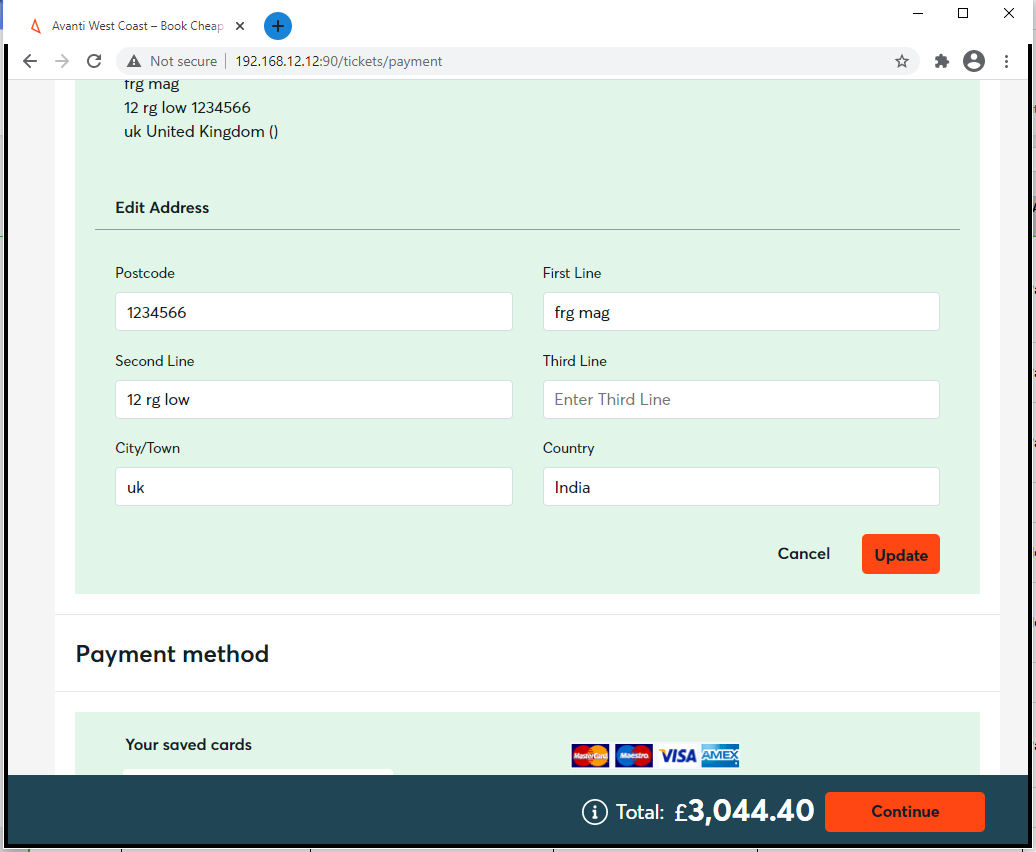 Avanti West Coast – Book Cheap
Not secure
192.168.12.12:90/tickets/payment
frg mag
12 rg low 1234566
uk United Kingdom ()
Edit Address
Postcode
First Line
1234566
frg mag
Second Line
Third Line
12 rg low
Enter Third Line
City/Town
Country
uk
India
Cancel
Update
Payment method
Your saved cards
MasterCard
Maestro
VISA
AMEX
Total: £3,044.40
Continue